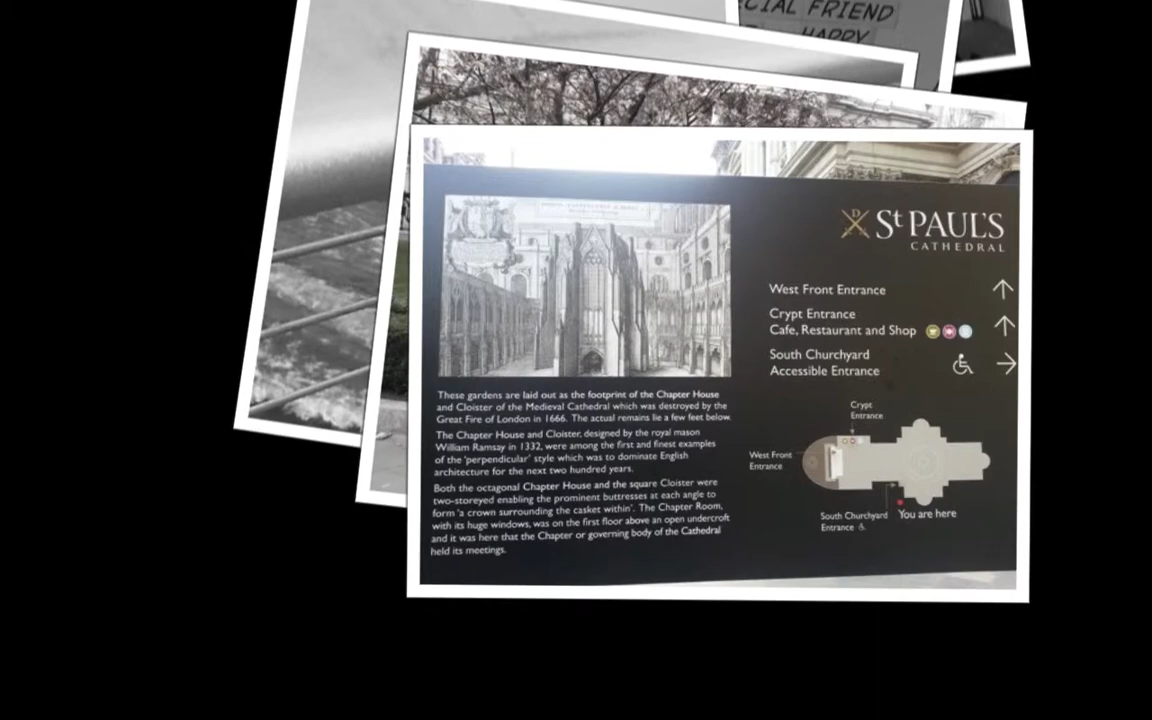 CIAL FRIEND
HAPPY
St PAUL'S
CATHEDRAL
West Front Entrance
Crypt Entrance
Cafe, Restaurant and Shop
South Churchyard
Accessible Entrance
These gardens are laid out as the footprint of the Chapter House
and Cloister of the Medieval Cathedral which was destroyed by the
Great Fire of London in 1666. The actual remains lie a few feet below.
The Chapter House and Cloister, designed by the royal mason
William Ramsay in 1332, were among the first and finest examples
of the 'perpendicular' style which was to dominate English
architecture for the next two hundred years.
Both the octagonal Chapter House and the square Cloister were
two-storeyed enabling the prominent buttresses at each angle to
form 'a crown surrounding the casket within'. The Chapter Room,
with its huge windows, was on the first floor above an open undercroft
and it was here that the Chapter or governing body of the Cathedral
held its meetings.
Crypt
Entrance
West Front
Entrance
South Churchyard
Entrance
You are here